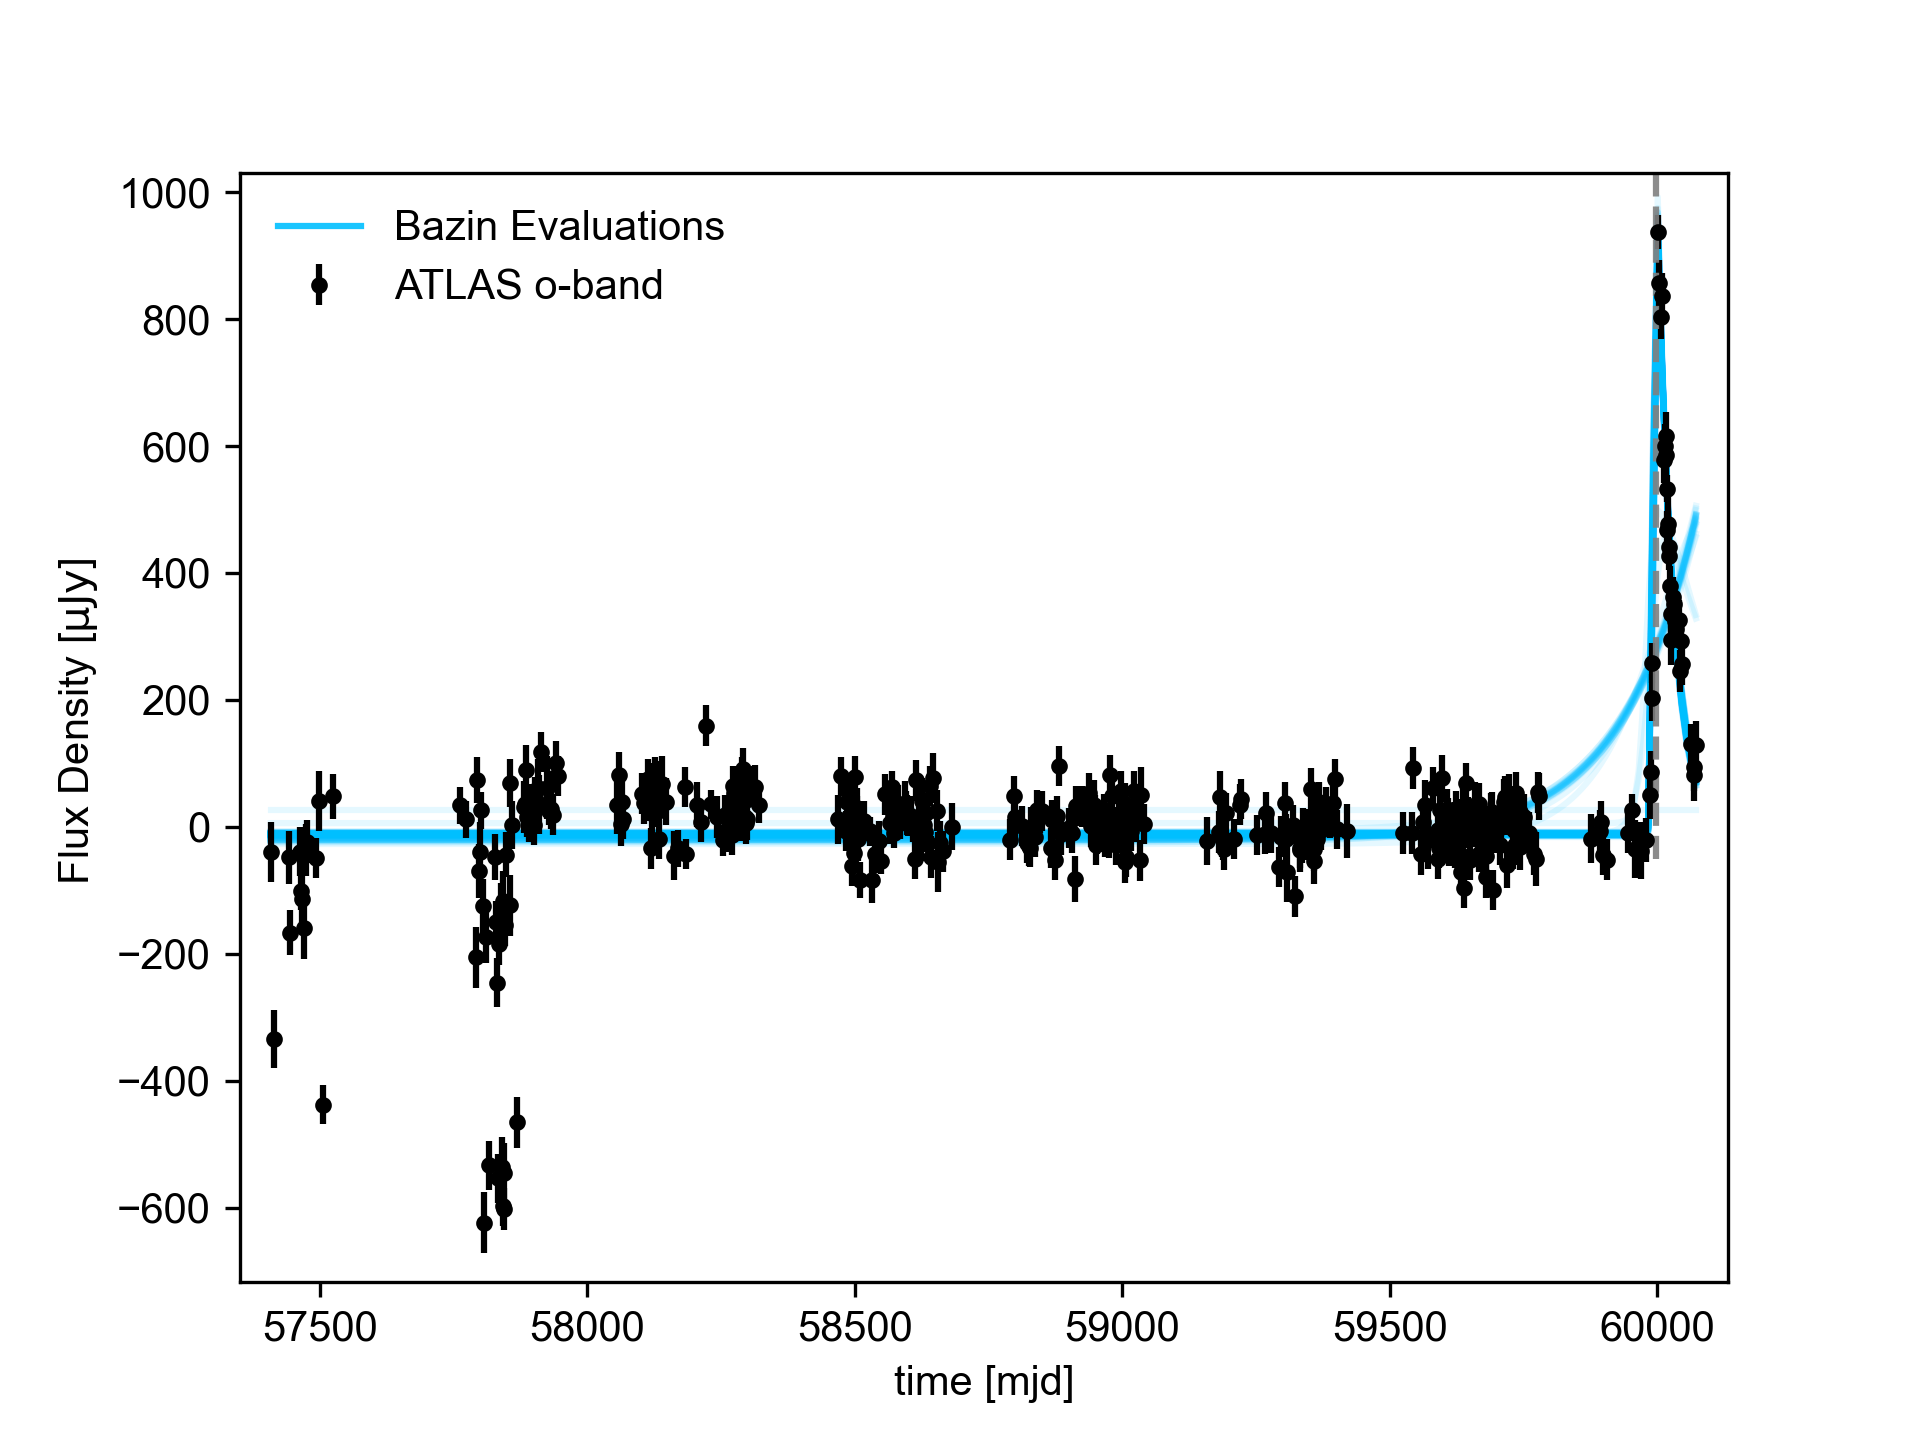 1000
800
600
400
200
0
−200
−400
−600
Flux Density [µJy]
Bazin Evaluations
ATLAS o-band
57500 58000 58500 59000 59500 60000
time [mjd]